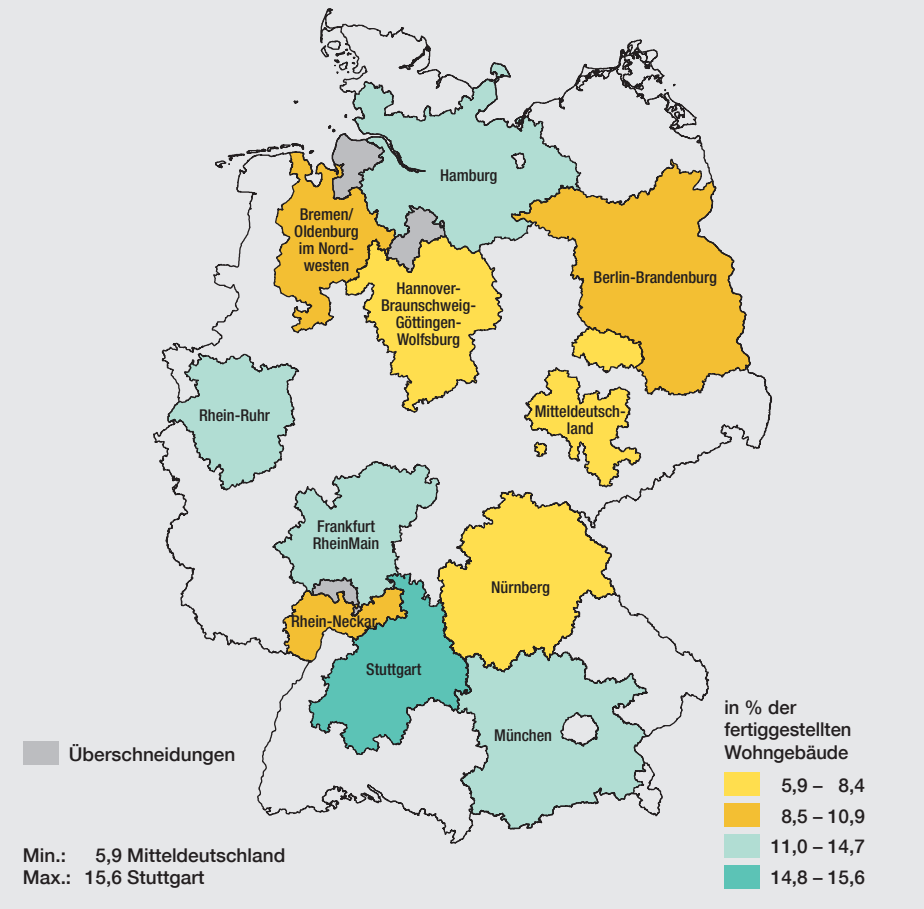 Hamburg
Bremen/
Oldenburg
im Nord-
westen
Berlin-Brandenburg
Hannover-
Braunschweig-
Göttingen-
Wolfsburg
Rhein-Ruhr
Mitteldeutsch-
land
Frankfurt
RheinMain
Nürnberg
Rhein-Neckar
Stuttgart
München
Überschneidungen
Min.: 5,9 Mitteldeutschland
Max.: 15,6 Stuttgart
in % der
fertiggestellten
Wohngebäude
5,9 – 8,4
8,5 – 10,9
11,0 – 14,7
14,8 – 15,6